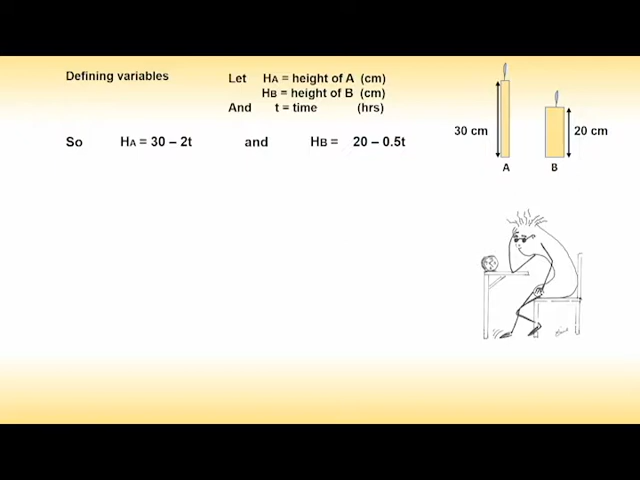 Defining variables
Let HA = height of A (cm)
HB = height of B (cm)
And t = time (hrs)
So HA = 30 – 2t and HB = 20 – 0.5t
30 cm
20 cm
A
B